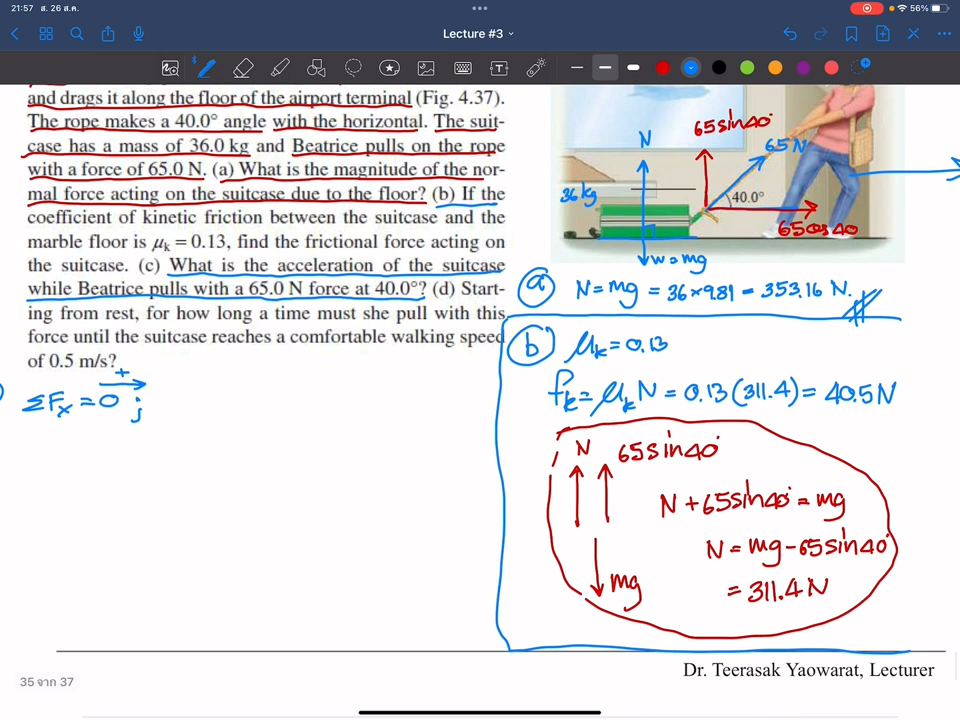 21:57 ส. 26 ส.ค.
56%
Lecture #3
and drags it along the floor of the airport terminal (Fig. 4.37).
The rope makes a 40.0° angle with the horizontal. The suit-
case has a mass of 36.0 kg and Beatrice pulls on the rope
with a force of 65.0 N. (a) What is the magnitude of the nor-
mal force acting on the suitcase due to the floor? (b) If the
coefficient of kinetic friction between the suitcase and the
marble floor is μk = 0.13, find the frictional force acting on
the suitcase. (c) What is the acceleration of the suitcase
while Beatrice pulls with a 65.0 N force at 40.0°? (d) Start-
ing from rest, for how long a time must she pull with this
force until the suitcase reaches a comfortable walking speed
of 0.5 m/s?
ΣFx = 0 ;
+
65sin40°
N
65 N
36 kg
40.0°
65cos40
w=mg
a) N = mg = 36×9.81 = 353.16 N.
b) μk = 0.13
fk = μkN = 0.13(311.4) = 40.5N
N 65sin40°
N + 65sin40° = mg
N = mg - 65sin40°
mg
= 311.4 N
Dr. Teerasak Yaowarat, Lecturer
35 จาก 37